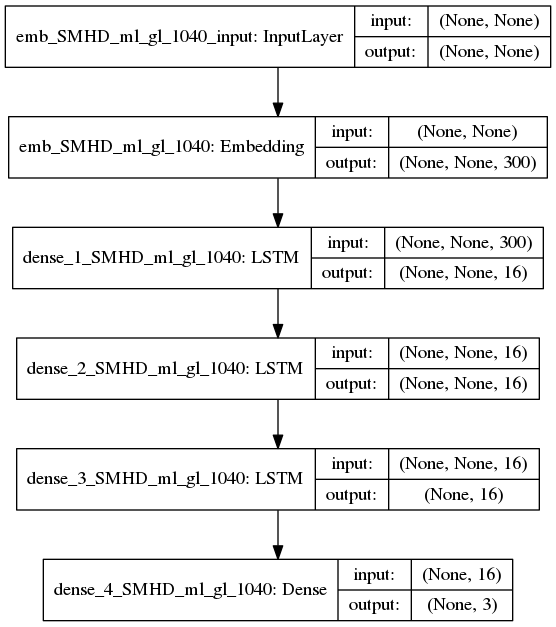 emb_SMHD_ml_gl_1040_input: InputLayer
input:
(None, None)
output:
(None, None)
emb_SMHD_ml_gl_1040: Embedding
input:
(None, None)
output:
(None, None, 300)
dense_1_SMHD_ml_gl_1040: LSTM
input:
(None, None, 300)
output:
(None, None, 16)
dense_2_SMHD_ml_gl_1040: LSTM
input:
(None, None, 16)
output:
(None, None, 16)
dense_3_SMHD_ml_gl_1040: LSTM
input:
(None, None, 16)
output:
(None, 16)
dense_4_SMHD_ml_gl_1040: Dense
input:
(None, 16)
output:
(None, 3)